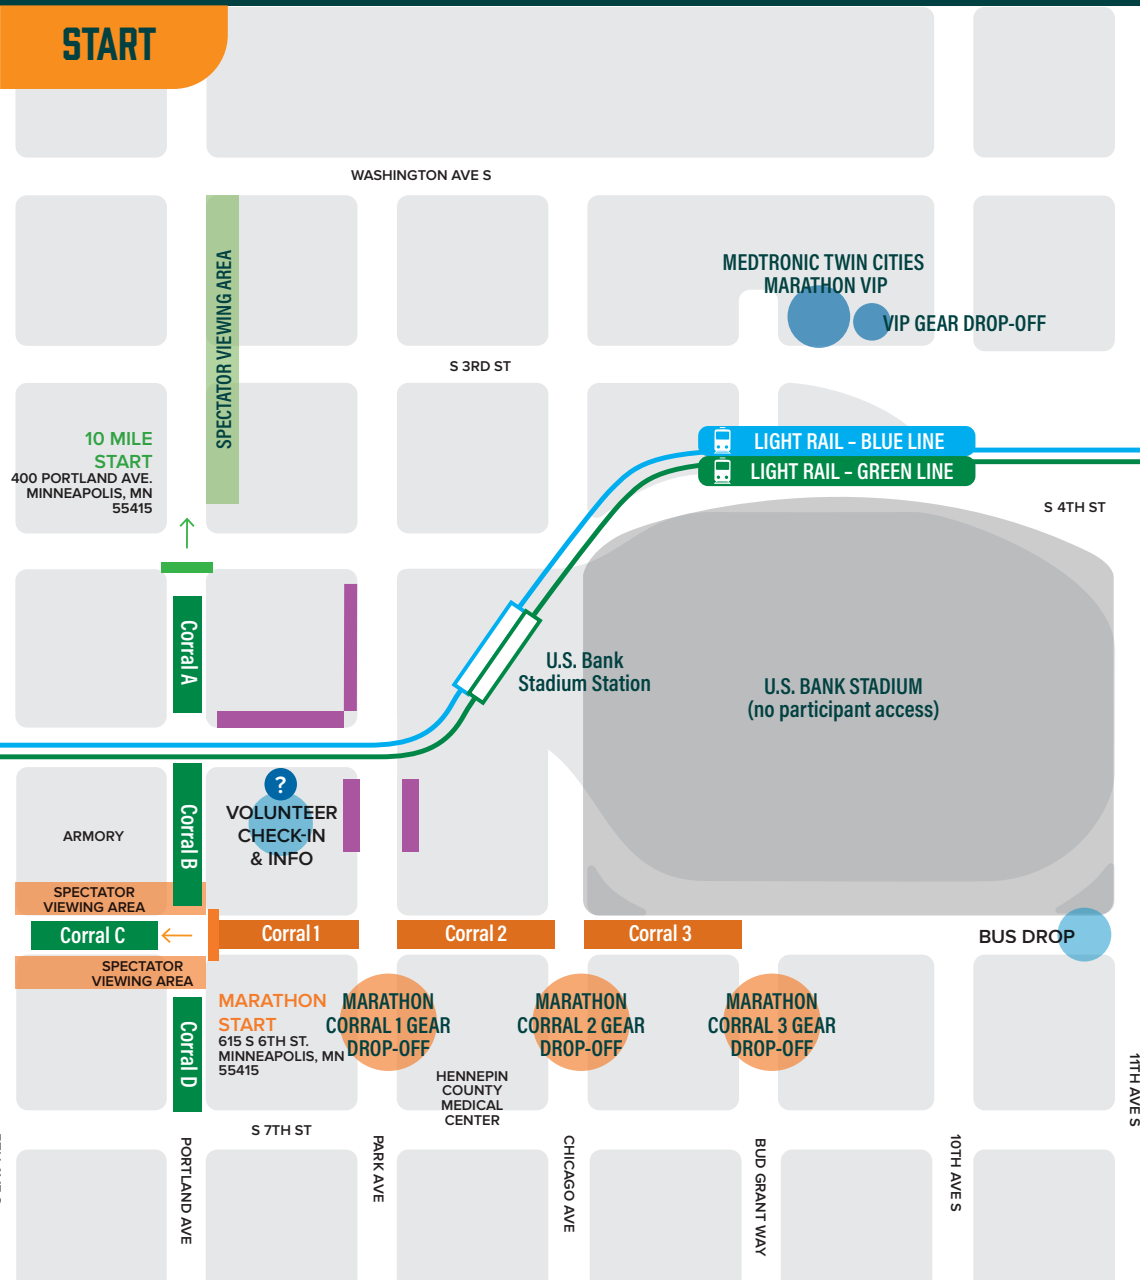 START
WASHINGTON AVE S
SPECTATOR VIEWING AREA
MEDTRONIC TWIN CITIES
MARATHON VIP
VIP GEAR DROP-OFF
S 3RD ST
10 MILE
START
400 PORTLAND AVE.
MINNEAPOLIS, MN
55415
LIGHT RAIL – BLUE LINE
LIGHT RAIL – GREEN LINE
S 4TH ST
Corral A
U.S. Bank
Stadium Station
U.S. BANK STADIUM
(no participant access)
?
VOLUNTEER
CHECK-IN
& INFO
ARMORY
Corral B
SPECTATOR
VIEWING AREA
Corral C
Corral 1
Corral 2
Corral 3
BUS DROP
SPECTATOR
VIEWING AREA
Corral D
MARATHON
START
615 S 6TH ST.
MINNEAPOLIS, MN
55415
MARATHON
CORRAL 1 GEAR
DROP-OFF
MARATHON
CORRAL 2 GEAR
DROP-OFF
MARATHON
CORRAL 3 GEAR
DROP-OFF
HENNEPIN
COUNTY
MEDICAL
CENTER
S 7TH ST
PORTLAND AVE
PARK AVE
CHICAGO AVE
BUD GRANT WAY
10TH AVE S
11TH AVE S